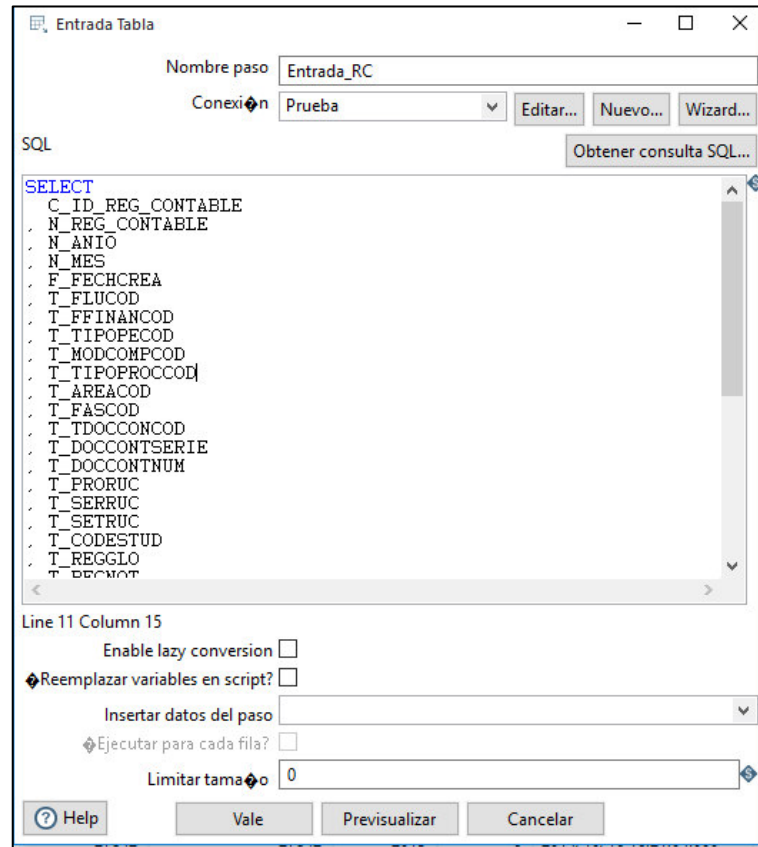 Entrada Tabla
Nombre paso Entrada_RC
Conexi�n Prueba Editar... Nuevo... Wizard...
SQL Obtener consulta SQL...
SELECT
C_ID_REG_CONTABLE
, N_REG_CONTABLE
, N_ANIO
, N_MES
, F_FECHCREA
, T_FLUCOD
, T_FFINANCOD
, T_TIPOPECOD
, T_MODCOMPCOD
, T_TIPOPROCCOD
, T_AREACOD
, T_FASCOD
, T_TDOCCONCOD
, T_DOCCONTSERIE
, T_DOCCONTNUM
, T_PRORUC
, T_SERRUC
, T_SETRUC
, T_CODESTUD
, T_REGGLO
Line 11 Column 15
Enable lazy conversion
�Reemplazar variables en script?
Insertar datos del paso
�Ejecutar para cada fila?
Limitar tama�o 0
Help Vale Previsualizar Cancelar